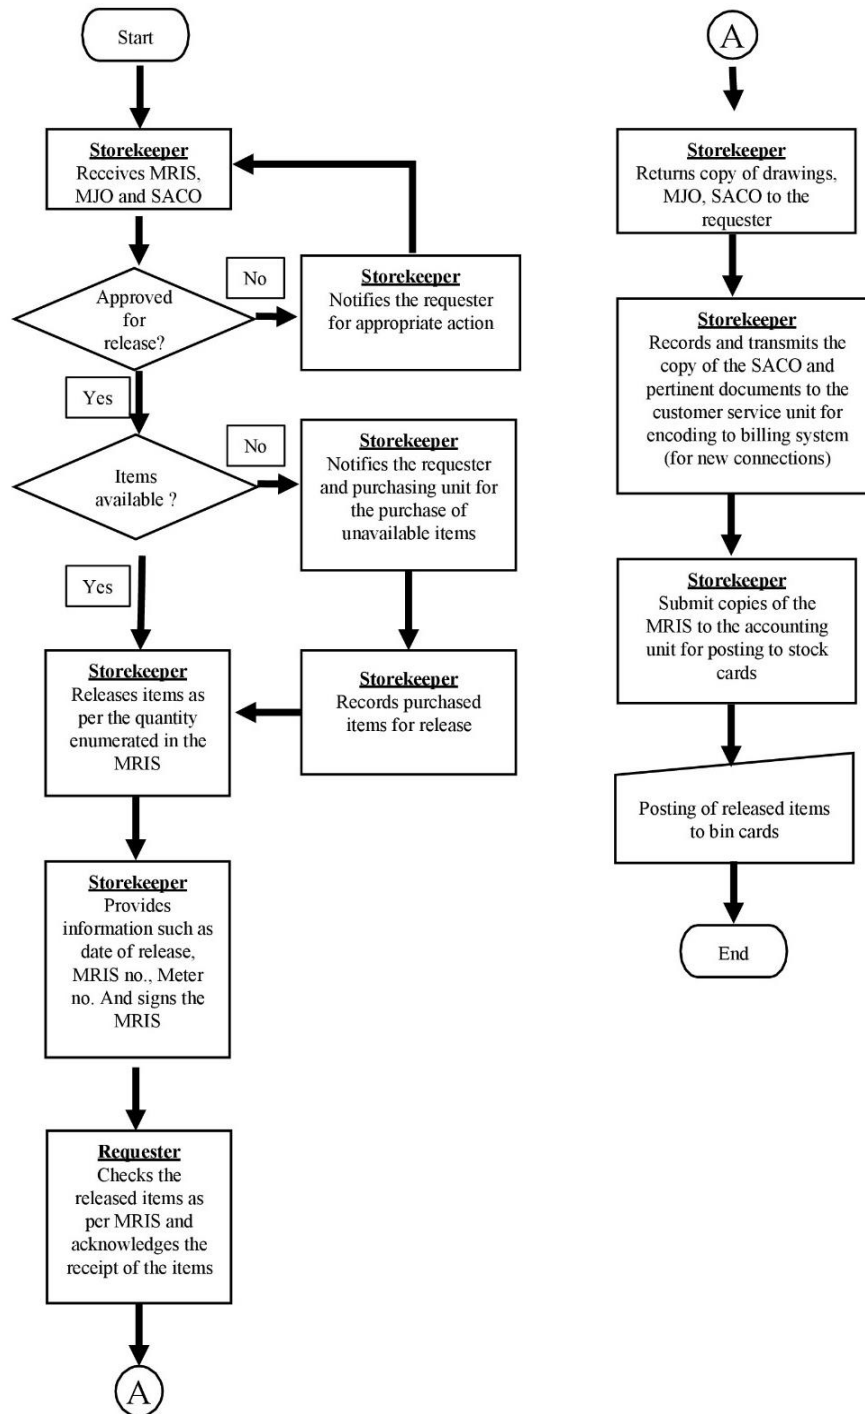 Start
Storekeeper
Receives MRIS,
MJO and SACO
Approved
for
release?
No
Storekeeper
Notifies the requester
for appropriate action
Yes
Items
available ?
No
Storekeeper
Notifies the requester
and purchasing unit for
the purchase of
unavailable items
Yes
Storekeeper
Releases items as
per the quantity
enumerated in the
MRIS
Storekeeper
Records purchased
items for release
Storekeeper
Provides
information such as
date of release,
MRIS no., Meter
no. And signs the
MRIS
Requester
Checks the
released items as
per MRIS and
acknowledges the
receipt of the items
A
A
Storekeeper
Returns copy of drawings,
MJO, SACO to the
requester
Storekeeper
Records and transmits the
copy of the SACO and
pertinent documents to the
customer service unit for
encoding to billing system
(for new connections)
Storekeeper
Submit copies of the
MRIS to the accounting
unit for posting to stock
cards
Posting of released items
to bin cards
End